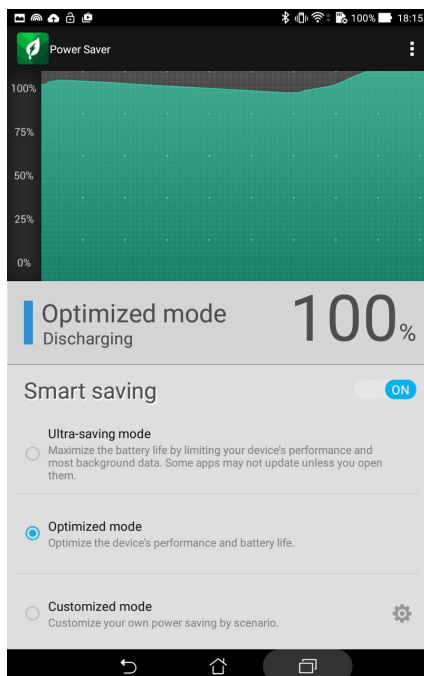 100% 18:15
Power Saver
100%
75%
50%
25%
0%
Optimized mode
Discharging
100%
Smart saving
ON
Ultra-saving mode
Maximize the battery life by limiting your device's performance and
most background data. Some apps may not update unless you open
them.
Optimized mode
Optimize the device's performance and battery life.
Customized mode
Customize your own power saving by scenario.